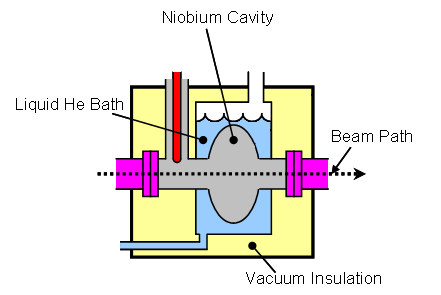 Niobium Cavity
Liquid He Bath
Beam Path
Vacuum Insulation